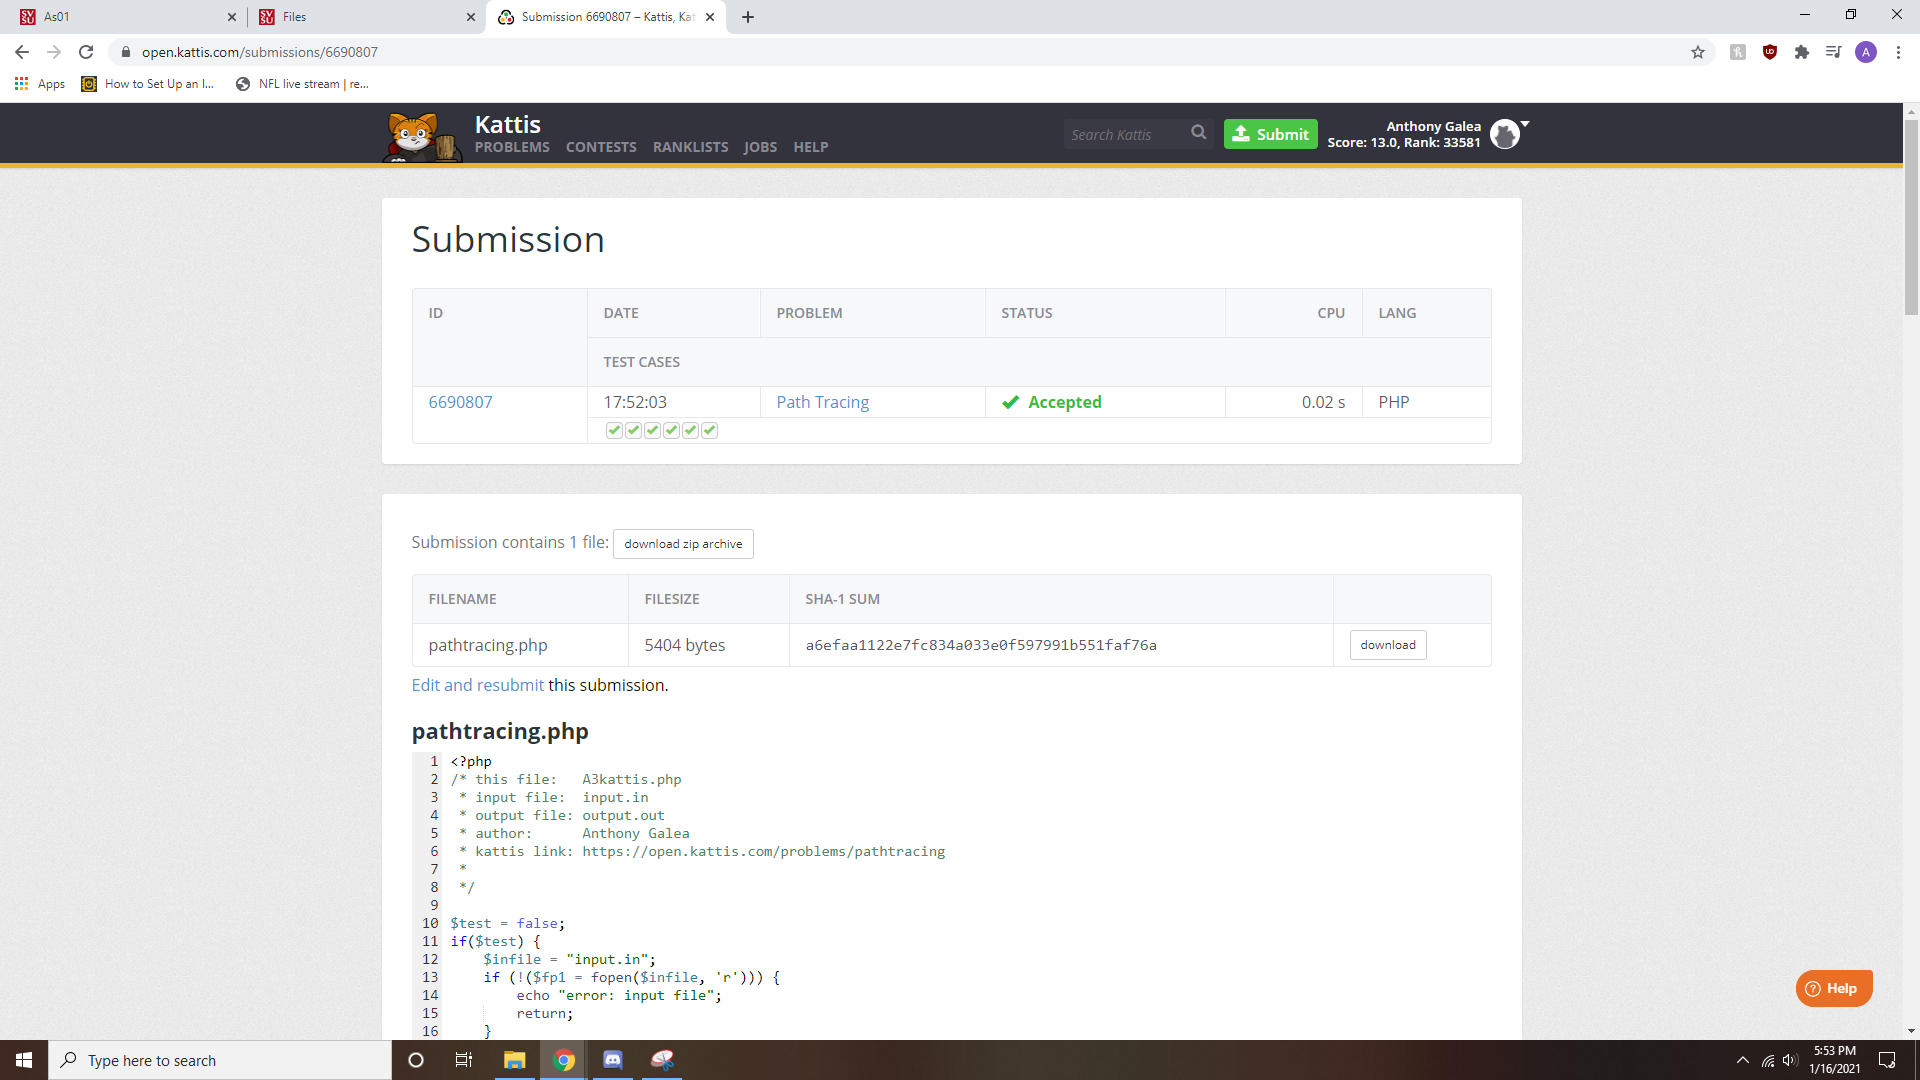 As01
Files
Submission 6690807 – Kattis, Kat
open.kattis.com/submissions/6690807
Apps
How to Set Up an I...
NFL live stream | re...
Kattis
PROBLEMS CONTESTS RANKLISTS JOBS HELP
Search Kattis
Submit
Anthony Galea
Score: 13.0, Rank: 33581
Submission
ID DATE PROBLEM STATUS CPU LANG
TEST CASES
6690807 17:52:03 Path Tracing Accepted 0.02 s PHP
Submission contains 1 file: download zip archive
FILENAME FILESIZE SHA-1 SUM
pathtracing.php 5404 bytes a6efaa1122e7fc834a033e0f597991b551faf76a download
Edit and resubmit this submission.
pathtracing.php
1 <?php
2 /* this file:   A3kattis.php
3  * input file:  input.in
4  * output file: output.out
5  * author:      Anthony Galea
6  * kattis link: https://open.kattis.com/problems/pathtracing
7  *
8  */
9
10 $test = false;
11 if($test) {
12     $infile = "input.in";
13     if (!($fp1 = fopen($infile, 'r'))) {
14         echo "error: input file";
15         return;
16     }
Help
Type here to search
5:53 PM
1/16/2021